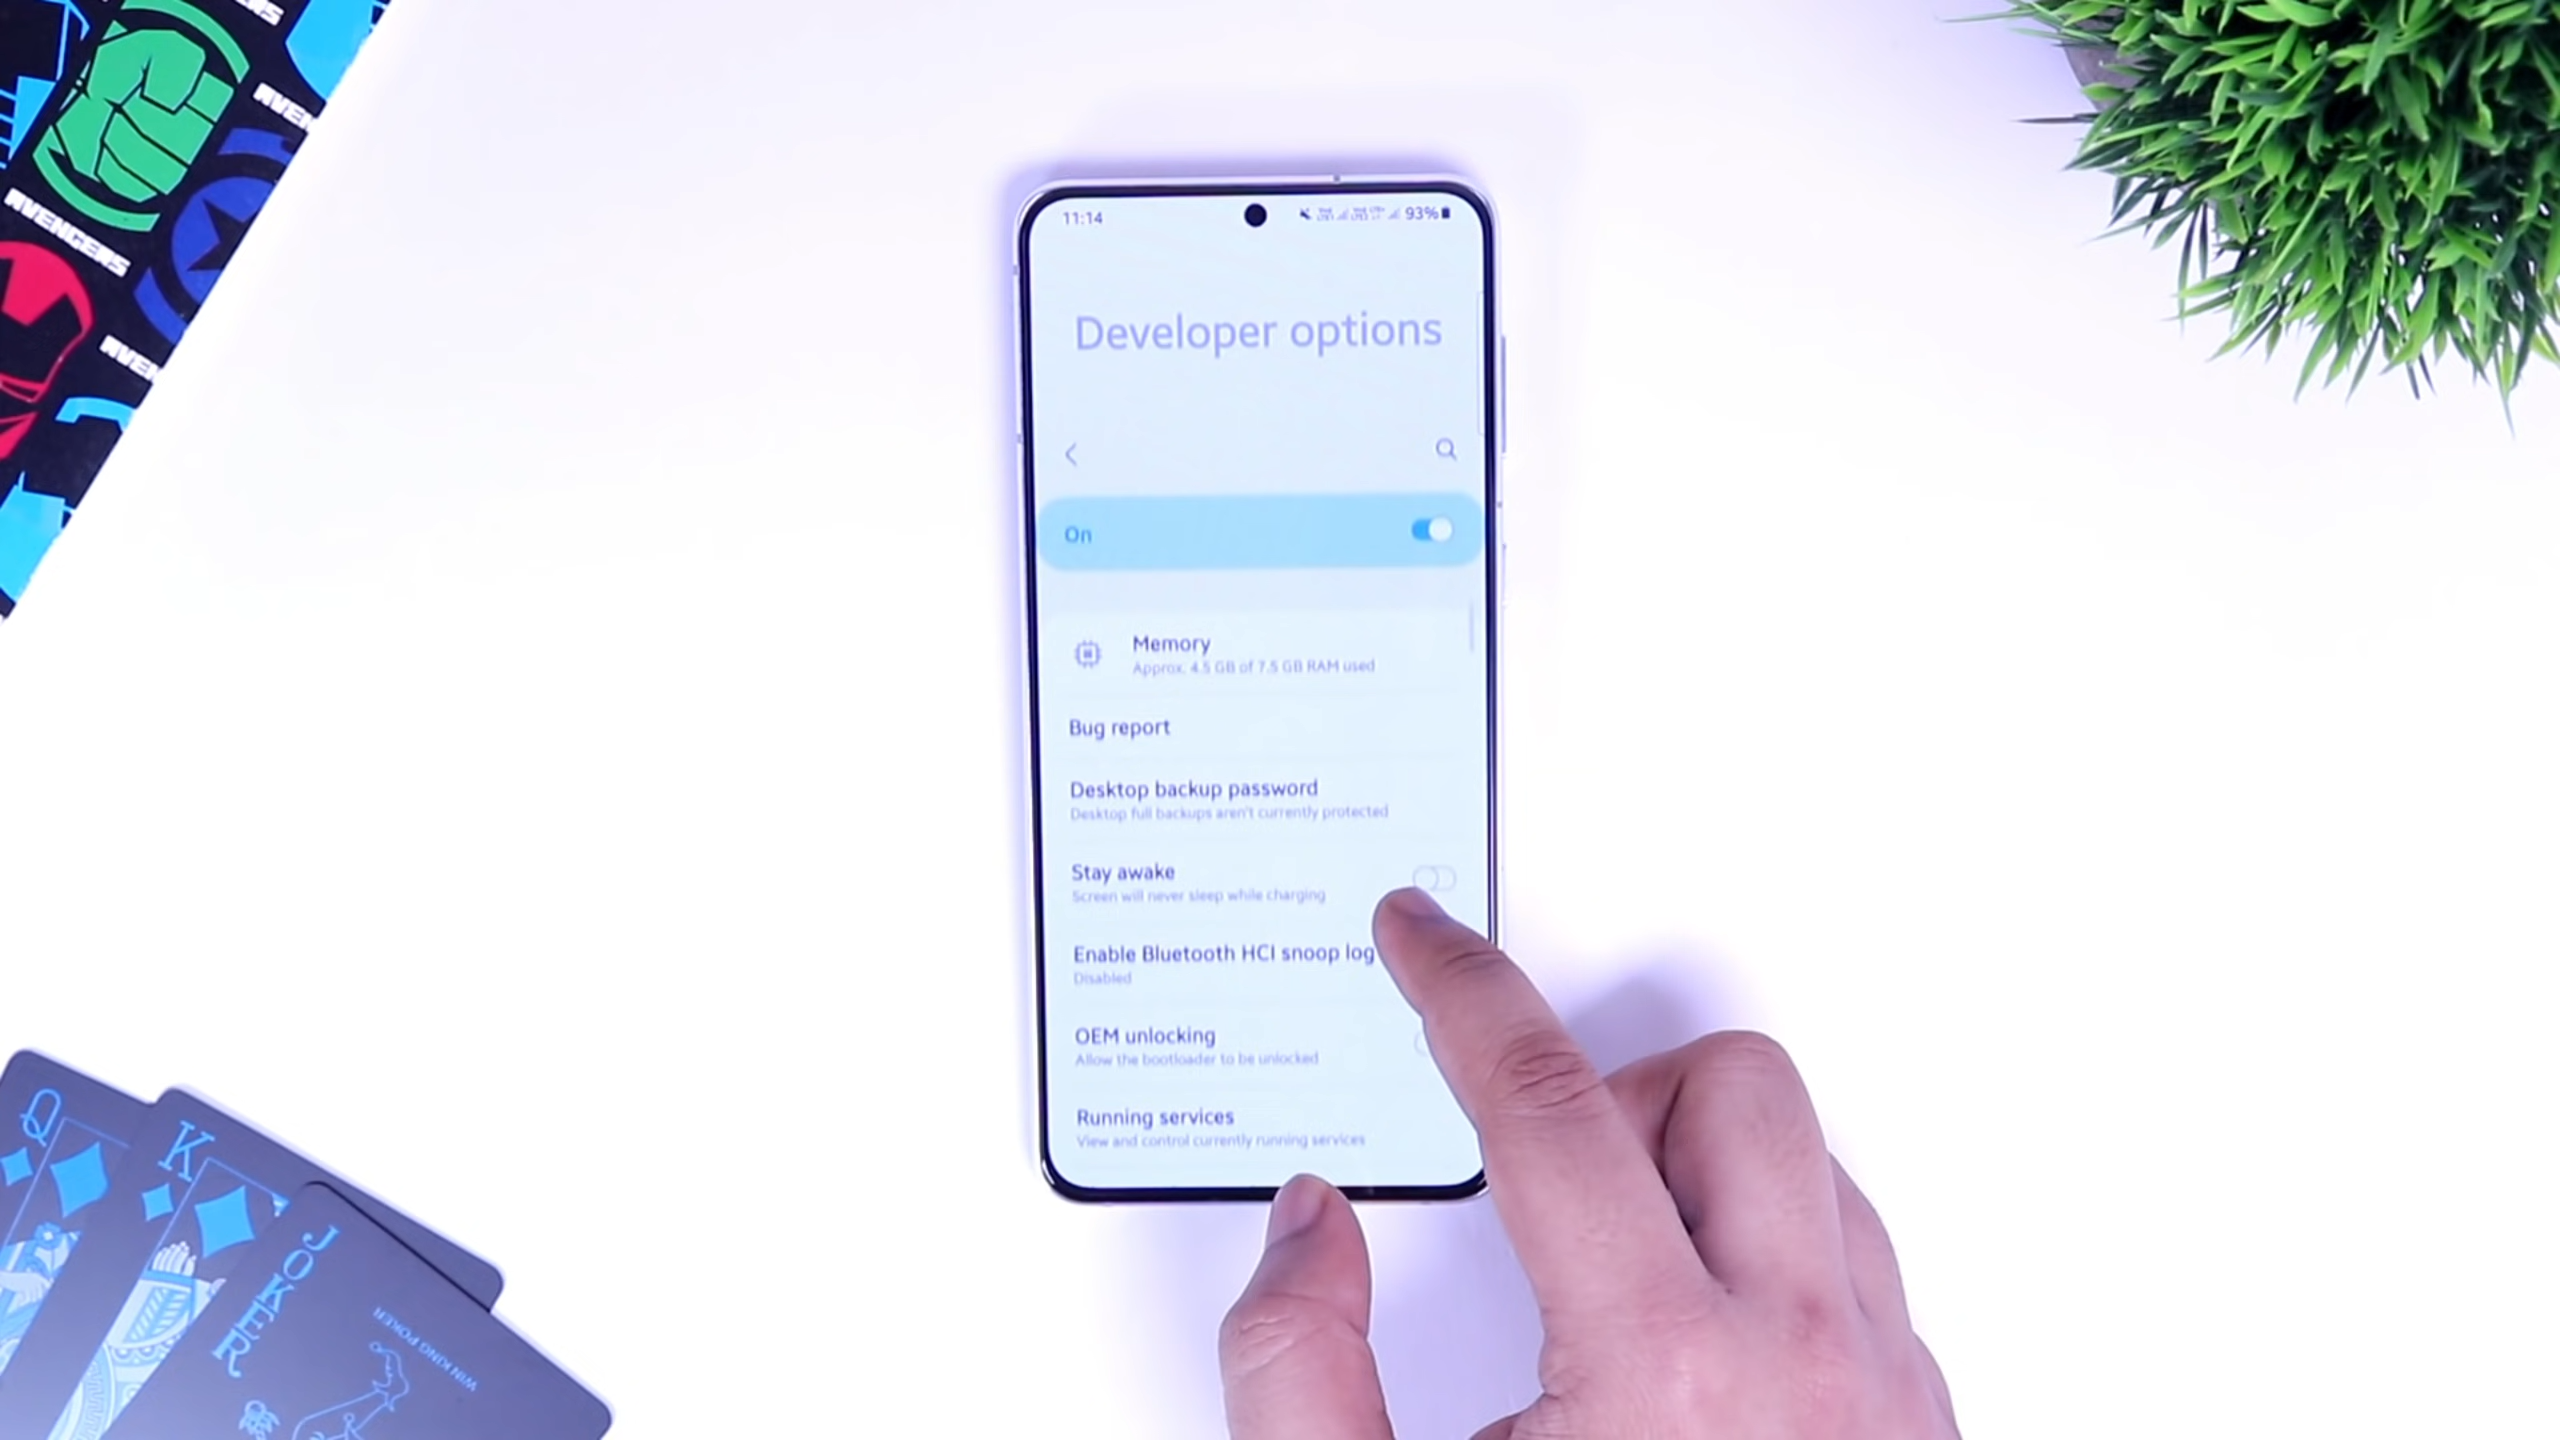 AVENGERS
11:14
93%
Developer options
On
Memory
Approx. 4.5 GB of 7.5 GB RAM used
Bug report
Desktop backup password
Desktop full backups aren't currently protected
Stay awake
Screen will never sleep while charging
Enable Bluetooth HCI snoop log
Disabled
OEM unlocking
Allow the bootloader to be unlocked
Running services
View and control currently running services
Q
K
J
JOKER
WIN KING POKER